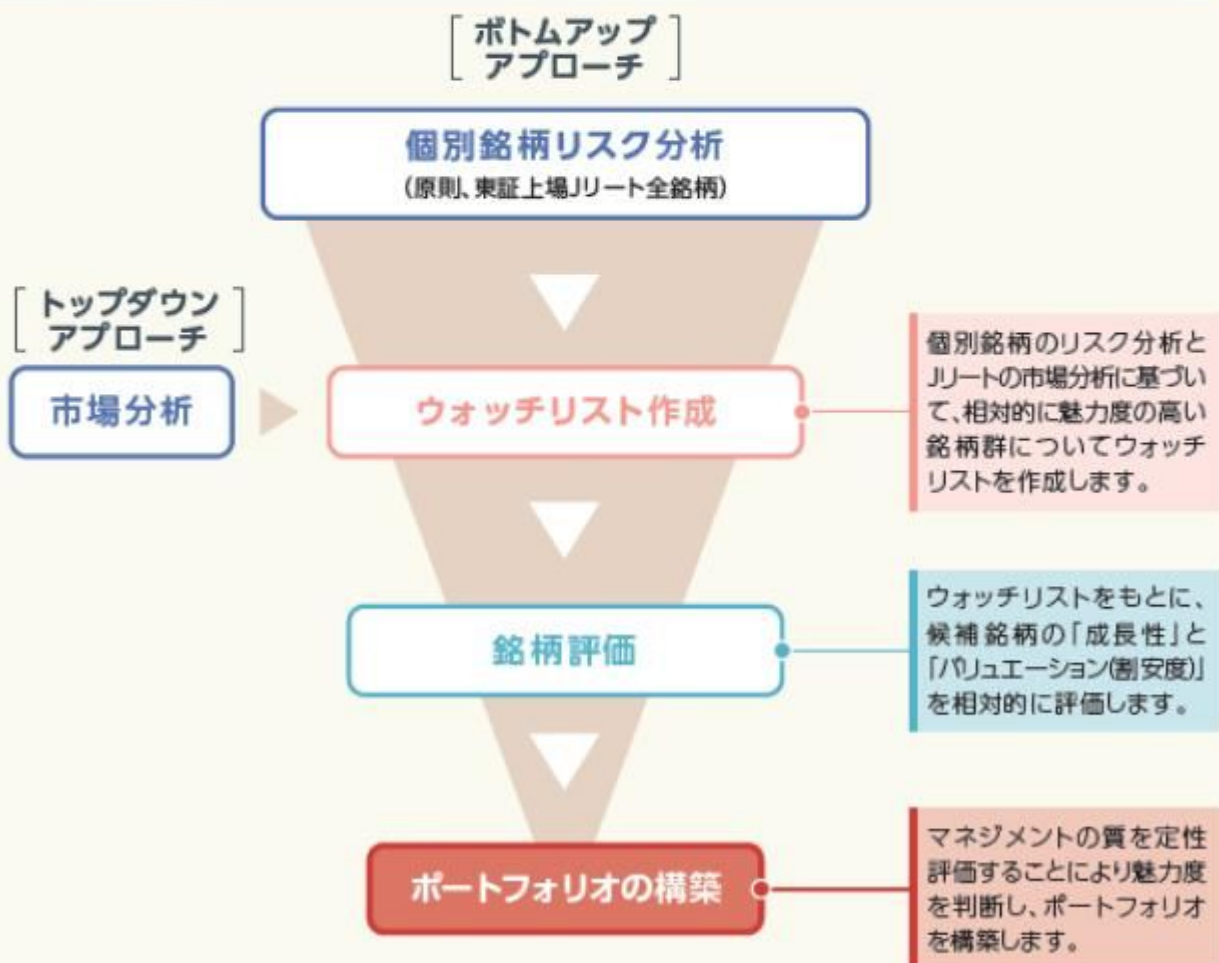 ボトムアップ
アプローチ
個別銘柄リスク分析
(原則、東証上場Jリート全銘柄)
トップダウン
アプローチ
市場分析
ウォッチリスト作成
個別銘柄のリスク分析と
Jリートの市場分析に基づい
て、相対的に魅力度の高い
銘柄群についてウォッチ
リストを作成します。
銘柄評価
ウォッチリストをもとに、
候補銘柄の「成長性」と
「バリュエーション(割安度)」
を相対的に評価します。
ポートフォリオの構築
マネジメントの質を定性
評価することにより魅力度
を判断し、ポートフォリオ
を構築します。